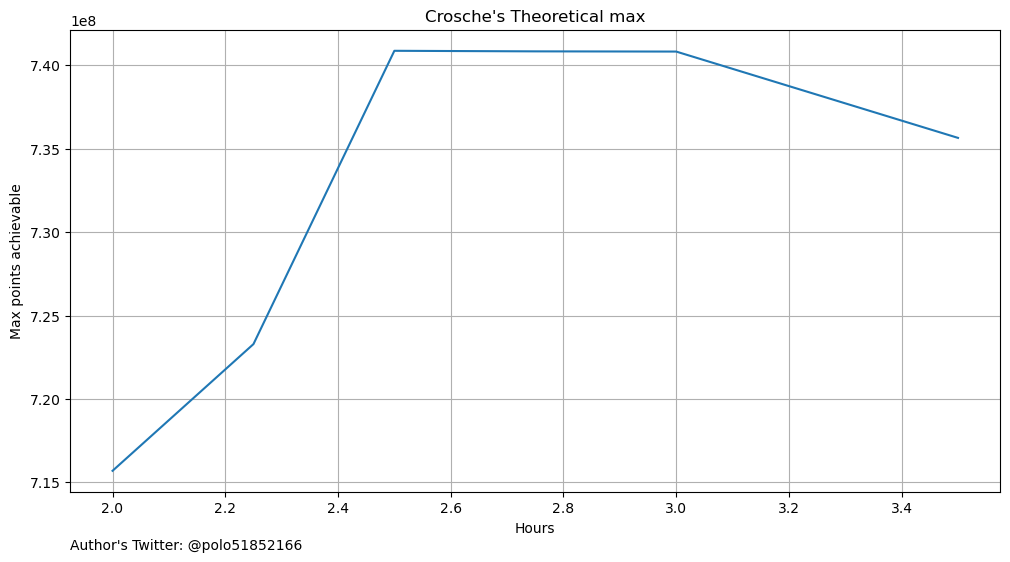 Crosche's Theoretical max
1e8
7.40
7.35
7.30
7.25
7.20
7.15
Max points achievable
2.0 2.2 2.4 2.6 2.8 3.0 3.2 3.4
Hours
Author's Twitter: @polo51852166